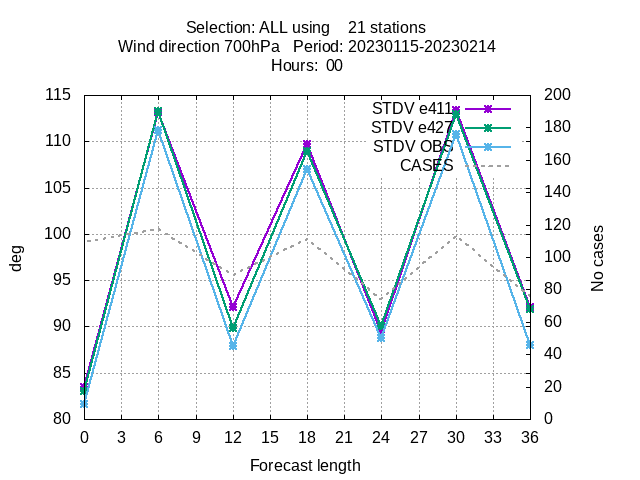 Selection: ALL using    21 stations
Wind direction 700hPa   Period: 20230115-20230214
Hours:  00
STDV e411
STDV e427
STDV OBS
CASES
115
110
105
100
95
90
85
80
deg
200
180
160
140
120
100
80
60
40
20
0
No cases
0 3 6 9 12 15 18 21 24 27 30 33 36
Forecast length